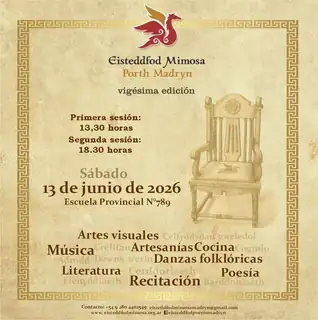 Eisteddfod Mimosa
Porth Madryn
vigésima edición
Primera sesión:
13,30 horas
Segunda sesión:
18.30 horas
Sábado
13 de junio de 2026
Escuela Provincial N°789
Artes visuales
Música
Artesanías Cocina
Danzas folklóricas
Literatura
Poesía
Recitación